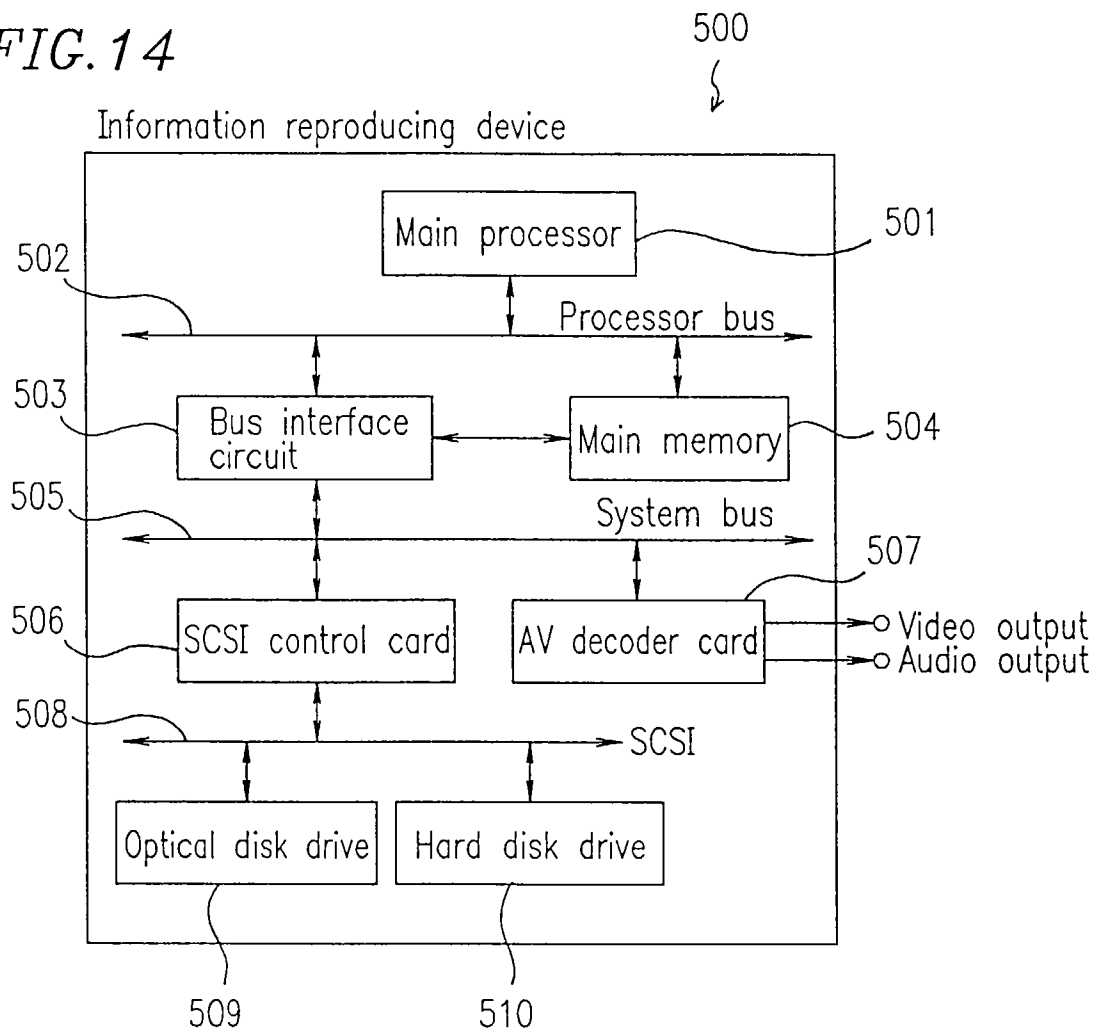 FIG.14
500
Information reproducing device
Main processor
501
502
Processor bus
503
Bus interface
circuit
Main memory
504
505
System bus
507
506
SCSI control card
AV decoder card
Video output
Audio output
508
SCSI
Optical disk drive
Hard disk drive
509
510